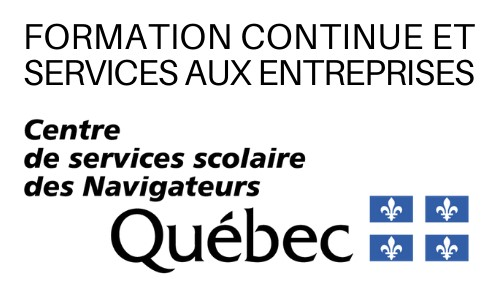 FORMATION CONTINUE ET
SERVICES AUX ENTREPRISES
Centre
de services scolaire
des Navigateurs
Québec